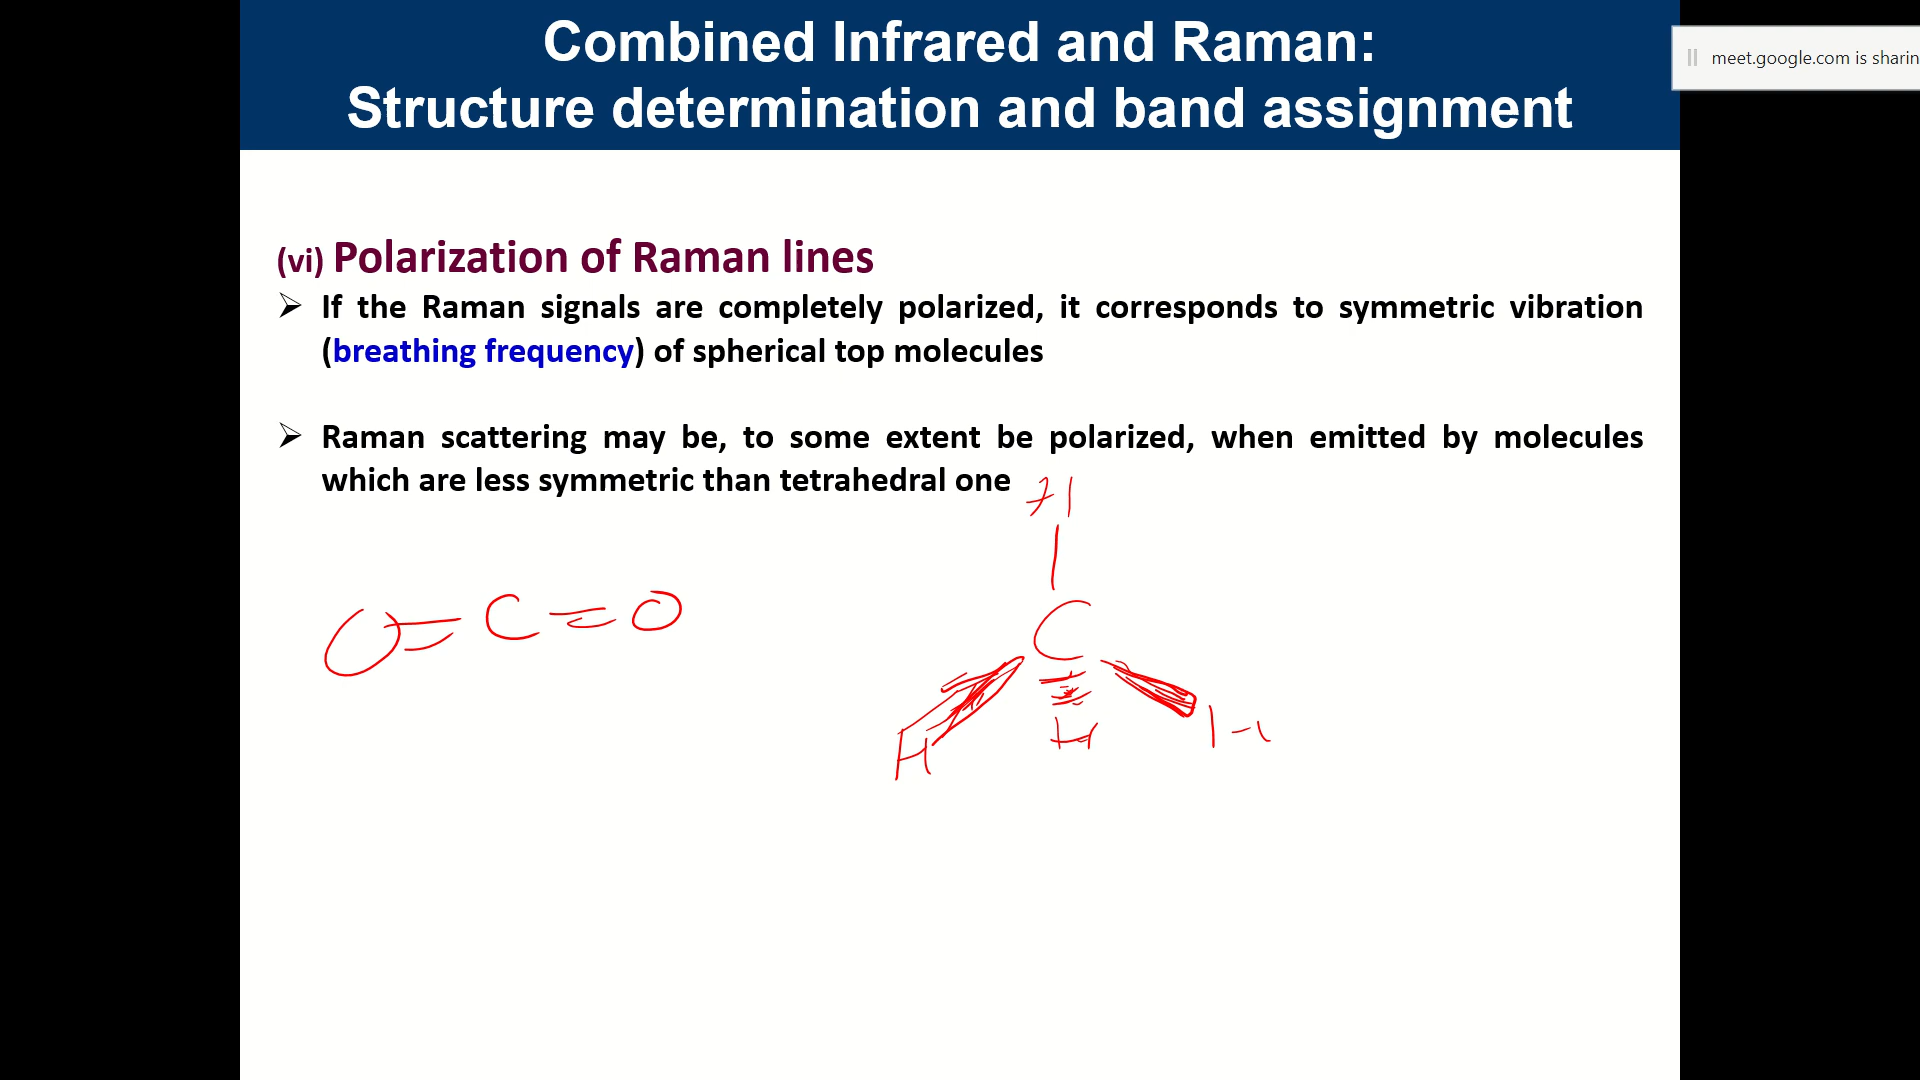 Combined Infrared and Raman:
Structure determination and band assignment
meet.google.com is sharin
(vi) Polarization of Raman lines
➢ If the Raman signals are completely polarized, it corresponds to symmetric vibration
(breathing frequency) of spherical top molecules
➢ Raman scattering may be, to some extent be polarized, when emitted by molecules
which are less symmetric than tetrahedral one
H
O=C=O
C
H H H